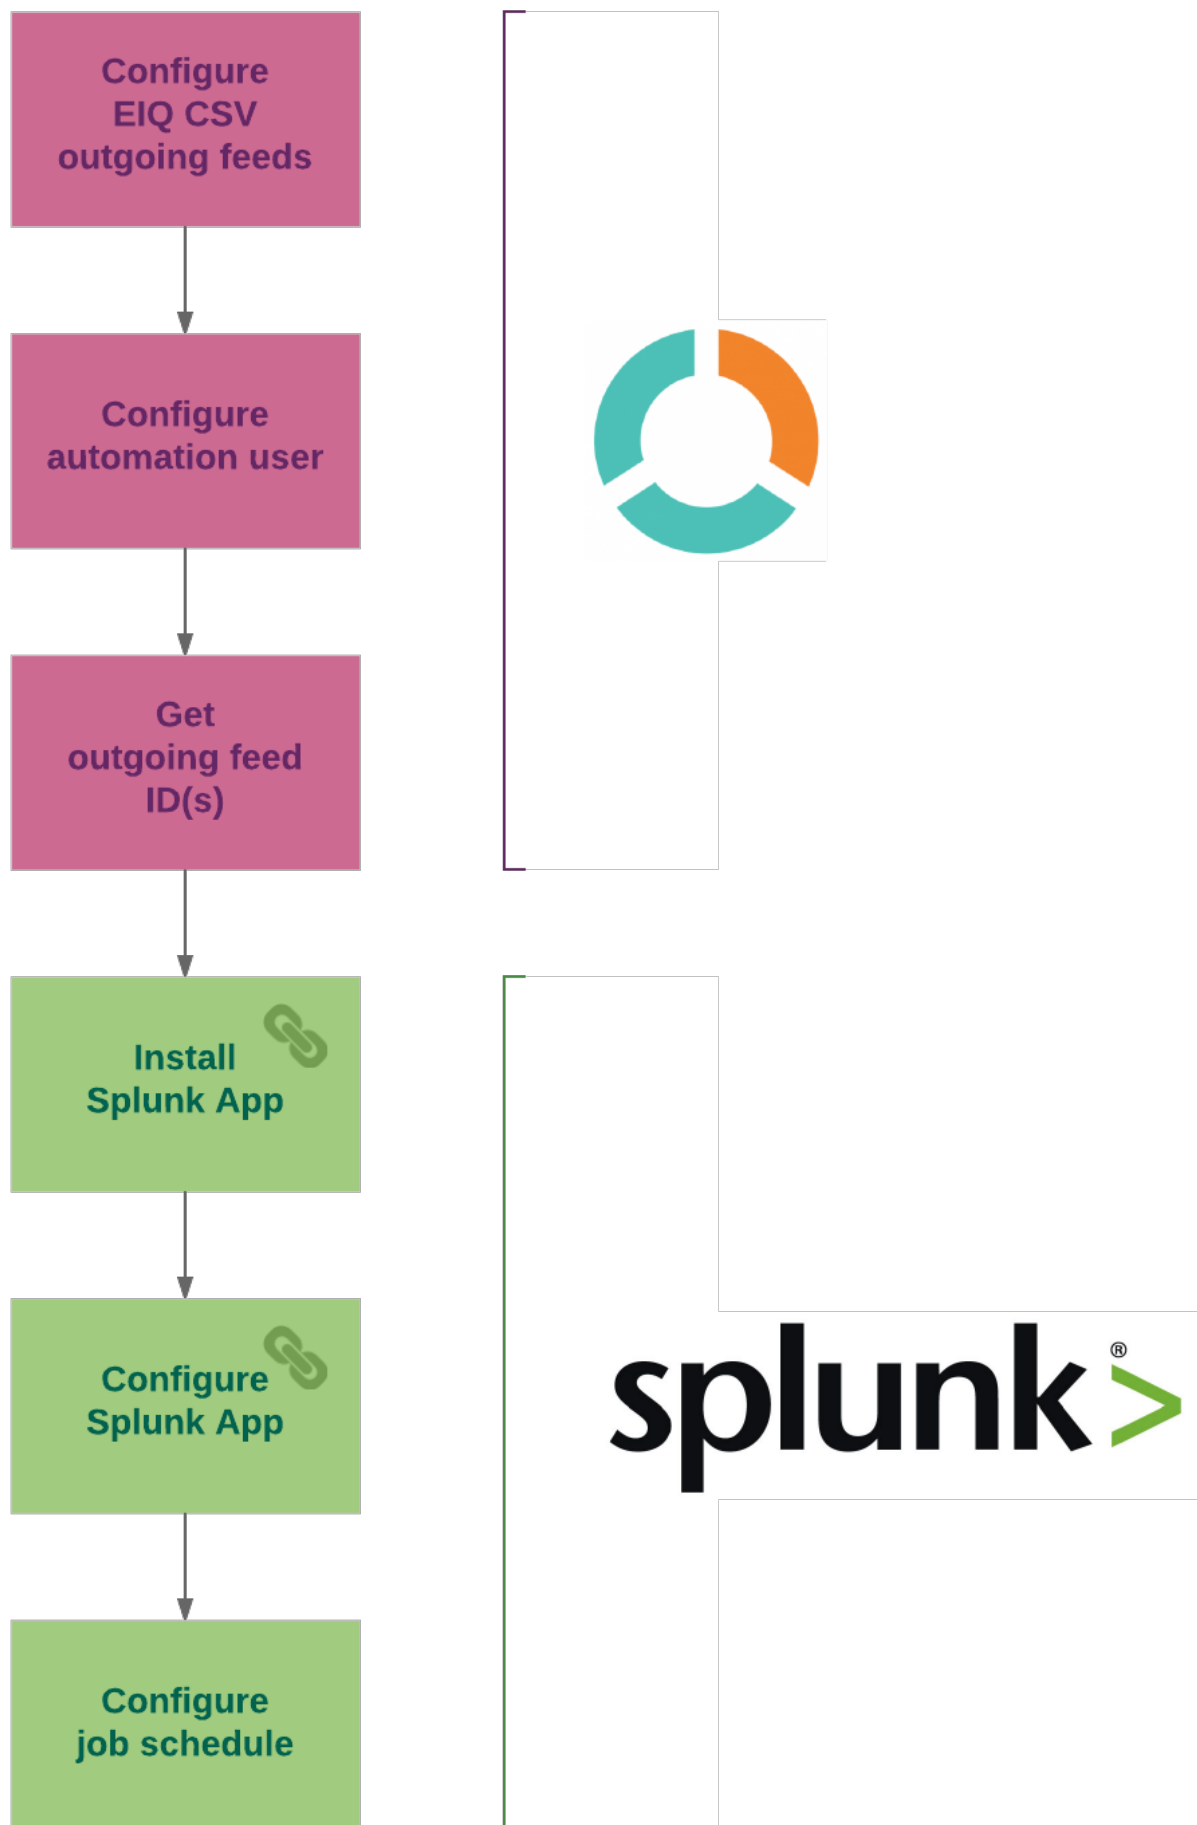 Configure
EIQ CSV
outgoing feeds
Configure
automation user
Get
outgoing feed
ID(s)
Install
Splunk App
Configure
Splunk App
splunk>®
Configure
job schedule